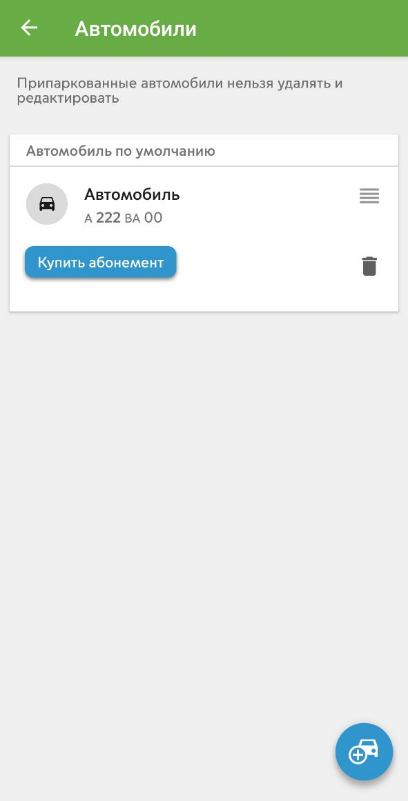 Автомобили
Припаркованные автомобили нельзя удалять и
редактировать
Автомобиль по умолчанию
Автомобиль
А 222 ВА 00
Купить абонемент